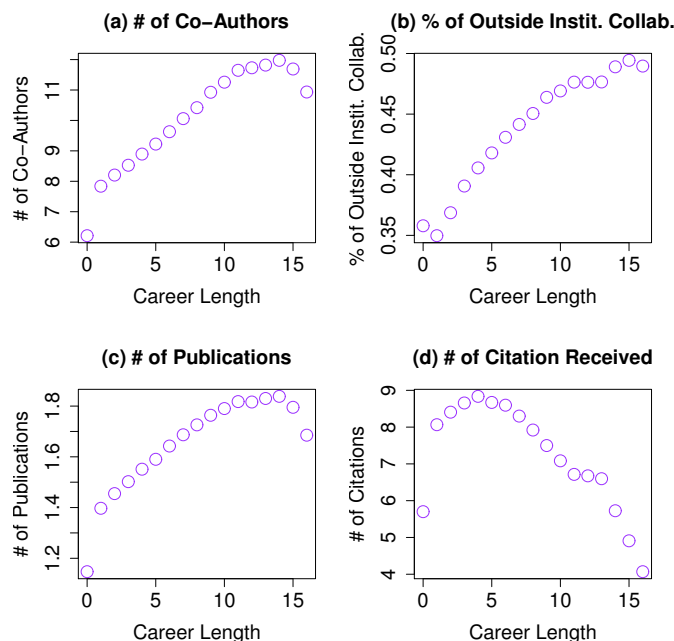 (a) # of Co−Authors
# of Co−Authors
11
9
8
7
6
0 5 10 15
Career Length
(b) % of Outside Instit. Collab.
% of Outside Instit. Collab.
0.50
0.45
0.40
0.35
0 5 10 15
Career Length
(c) # of Publications
# of Publications
1.8
1.6
1.4
1.2
0 5 10 15
Career Length
(d) # of Citation Received
# of Citations
9
8
7
6
5
4
0 5 10 15
Career Length